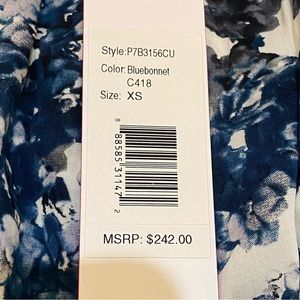 Style:P7B3156CU
Color:Bluebonnet
C418
Size: XS
8 88585 31147 2
MSRP: $242.00